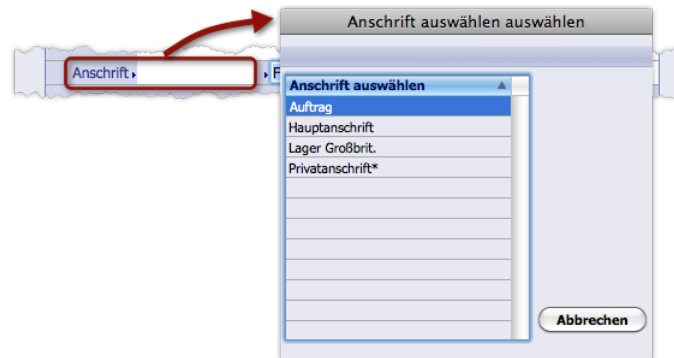 Anschrift auswählen auswählen
Anschrift
F
Anschrift auswählen
Auftrag
Hauptanschrift
Lager Großbrit.
Privatanschrift*
Abbrechen